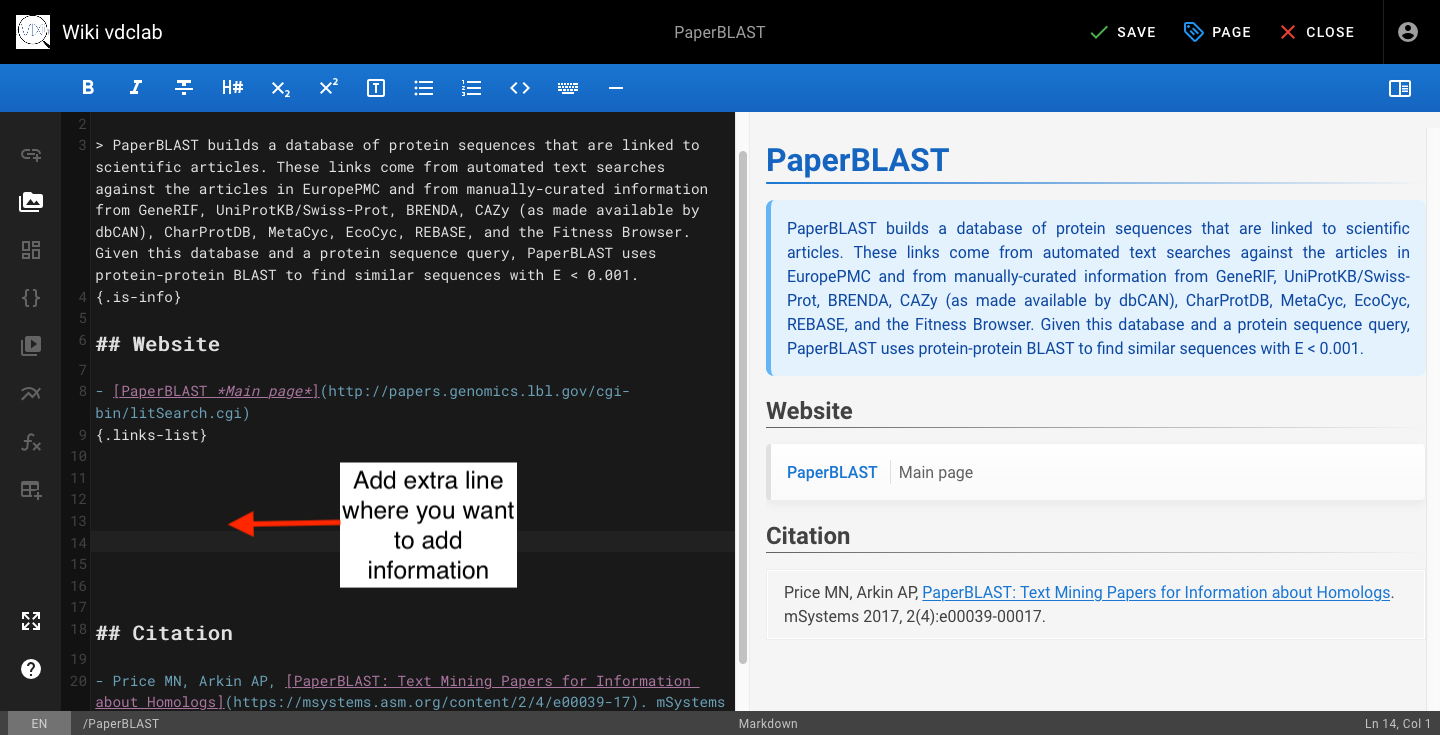 Wiki vdclab
PaperBLAST
SAVE
PAGE
CLOSE
B I S H# X2 X2 T
2
3 > PaperBLAST builds a database of protein sequences that are linked to
scientific articles. These links come from automated text searches
against the articles in EuropePMC and from manually-curated information
from GeneRIF, UniProtKB/Swiss-Prot, BRENDA, CAZy (as made available by
dbCAN), CharProtDB, MetaCyc, EcoCyc, REBASE, and the Fitness Browser.
Given this database and a protein sequence query, PaperBLAST uses
protein-protein BLAST to find similar sequences with E < 0.001.
4 {.is-info}
5
6 ## Website
7
8 - [PaperBLAST *Main page*](http://papers.genomics.lbl.gov/cgi-
bin/litSearch.cgi)
9 {.links-list}
10
11
12
13
14
15
16
17
18 ## Citation
19
20 - Price MN, Arkin AP, [PaperBLAST: Text Mining Papers for Information
about Homologs](https://msystems.asm.org/content/2/4/e00039-17). mSystems
Add extra line
where you want
to add
information
PaperBLAST
PaperBLAST builds a database of protein sequences that are linked to scientific
articles. These links come from automated text searches against the articles in
EuropePMC and from manually-curated information from GeneRIF, UniProtKB/Swiss-
Prot, BRENDA, CAZy (as made available by dbCAN), CharProtDB, MetaCyc, EcoCyc,
REBASE, and the Fitness Browser. Given this database and a protein sequence query,
PaperBLAST uses protein-protein BLAST to find similar sequences with E < 0.001.
Website
PaperBLAST Main page
Citation
Price MN, Arkin AP, PaperBLAST: Text Mining Papers for Information about Homologs.
mSystems 2017, 2(4):e00039-00017.
EN
/PaperBLAST
Markdown
Ln 14, Col 1